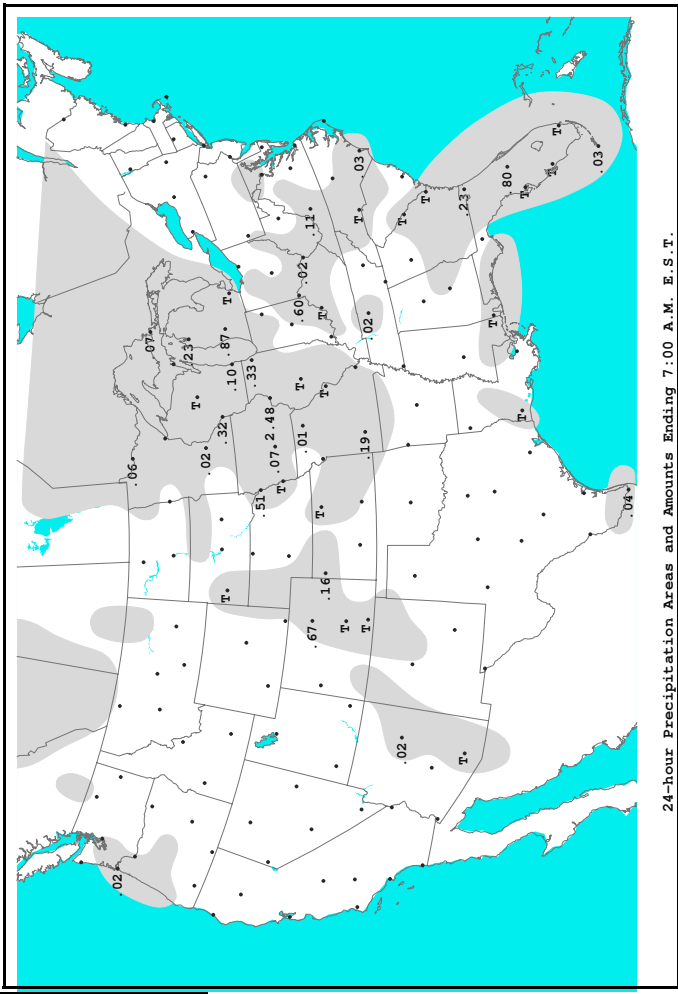 .02
.06
.07
.23
T
.02
.32
T
.87
T
.10
.33
.51
2.48
.07
T
.60
T
.01
.02
.11
.67
T
T
.16
T
T
T
.03
.19
T
.02
.02
T
T
T
.23
T
.80
T
T
T
T
.03
.04
24-hour Precipitation Areas and Amounts Ending 7:00 A.M. E.S.T.